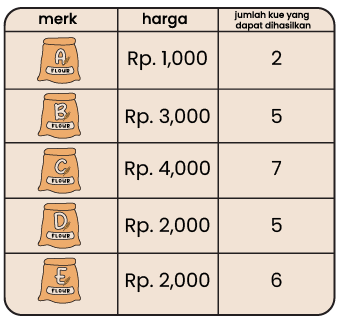 merk harga jumlah kue yang
dapat dihasilkan
A
FLOUR
Rp. 1,000 2
B
FLOUR
Rp. 3,000 5
C
FLOUR
Rp. 4,000 7
D
FLOUR
Rp. 2,000 5
E
FLOUR
Rp. 2,000 6